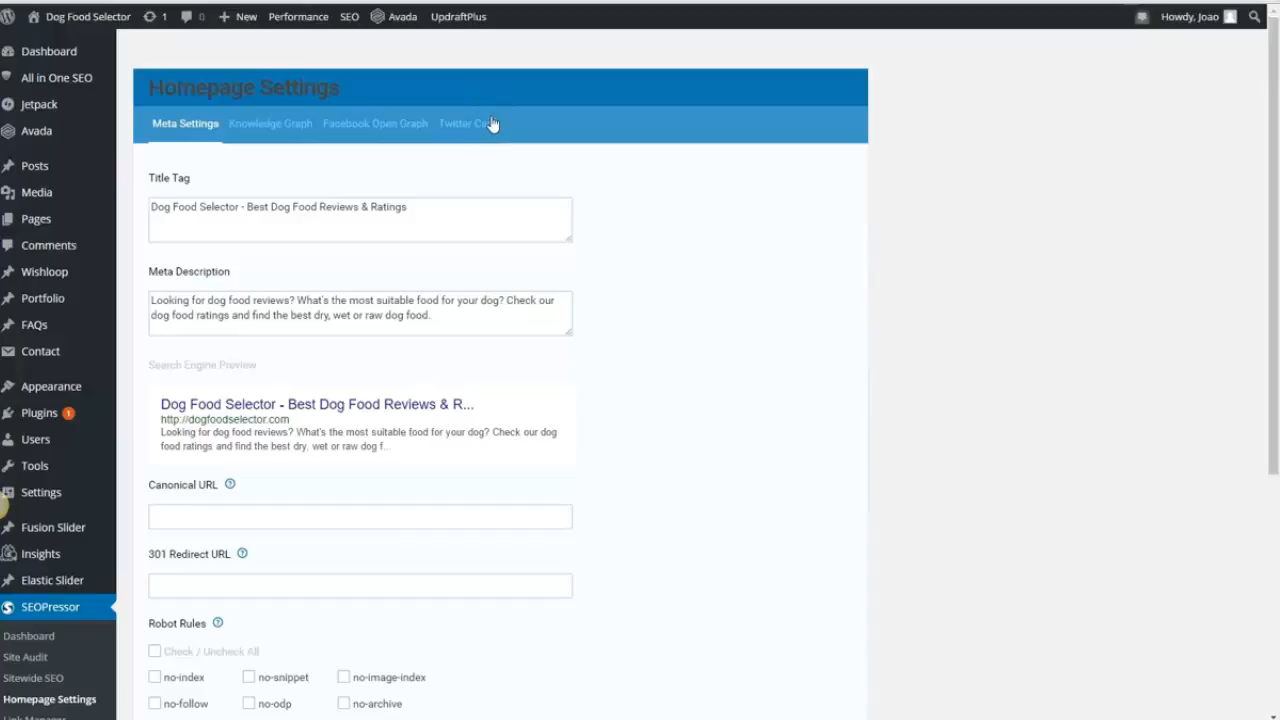 Dog Food Selector 1 0 New Performance SEO Avada UpdraftPlus Howdy, Joao
Dashboard
All in One SEO
Jetpack
Avada
Posts
Media
Pages
Comments
Wishloop
Portfolio
FAQs
Contact
Appearance
Plugins 1
Users
Tools
Settings
Fusion Slider
Insights
Elastic Slider
SEOPressor
Dashboard
Site Audit
Sitewide SEO
Homepage Settings
Link Manager
Homepage Settings
Meta Settings Knowledge Graph Facebook Open Graph Twitter
Title Tag
Dog Food Selector - Best Dog Food Reviews & Ratings
Meta Description
Looking for dog food reviews? What's the most suitable food for your dog? Check our
dog food ratings and find the best dry, wet or raw dog food.
Search Engine Preview
Dog Food Selector - Best Dog Food Reviews & R...
http://dogfoodselector.com
Looking for dog food reviews? What's the most suitable food for your dog? Check our dog
food ratings and find the best dry, wet or raw dog f...
Canonical URL ?
301 Redirect URL ?
Robot Rules ?
Check / Uncheck All
no-index no-snippet no-image-index
no-follow no-odp no-archive